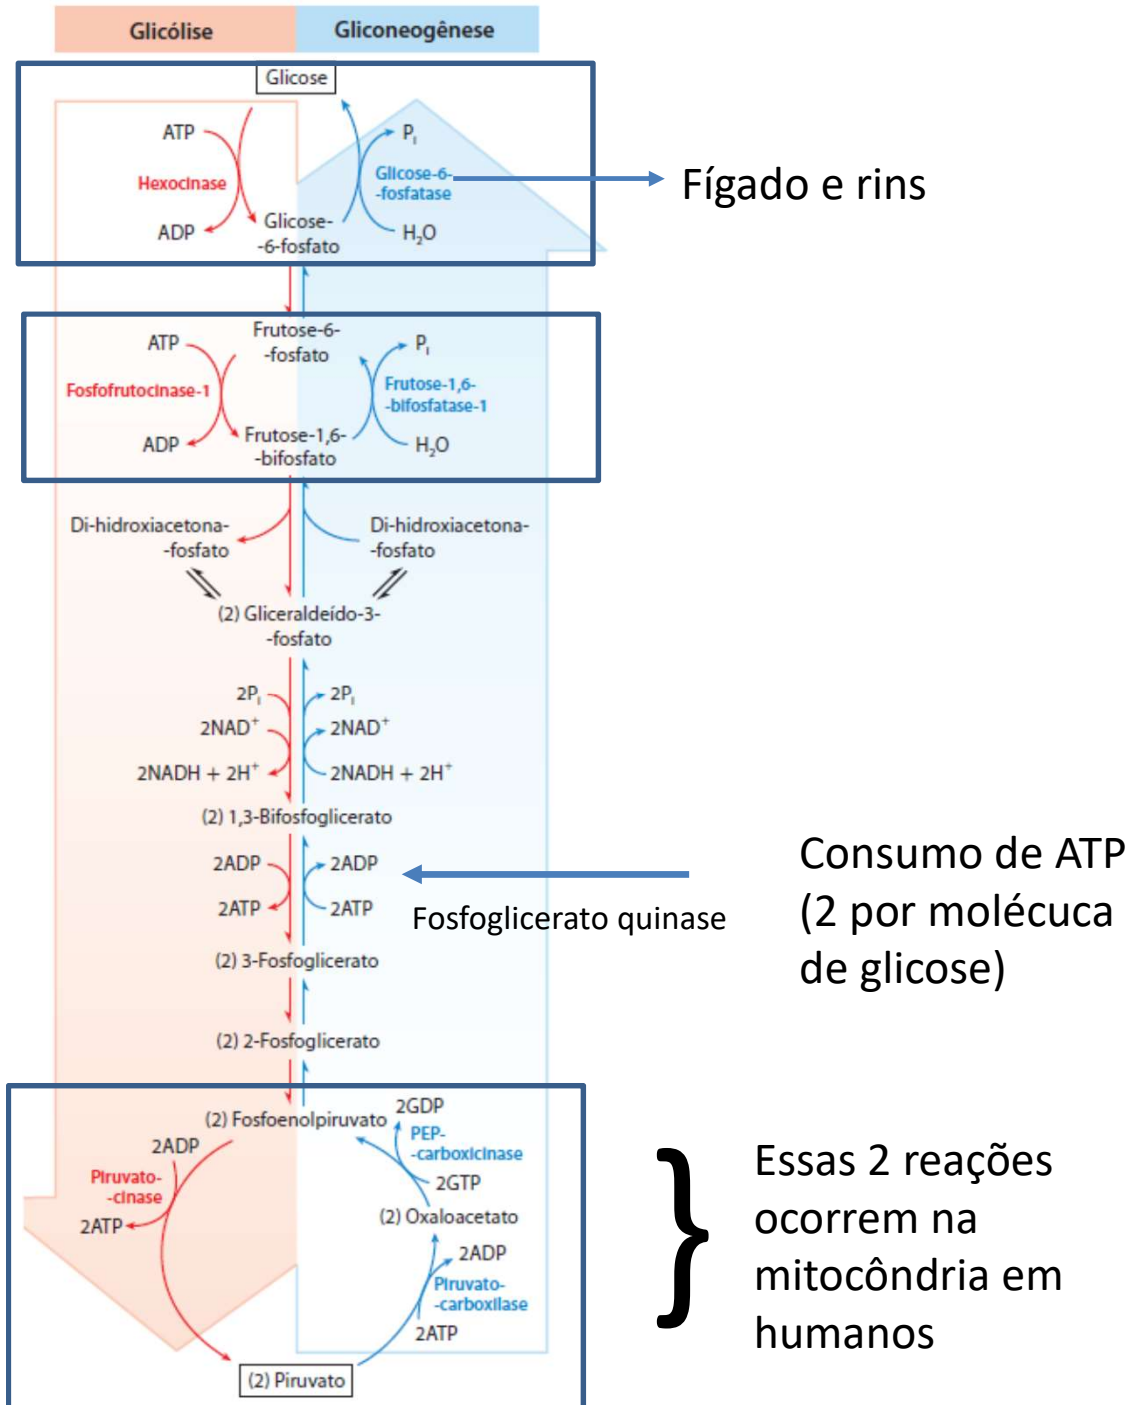 Glicólise
Gliconeogênese
Glicose
ATP
Hexocinase
ADP
Glicose-
-6-fosfato
Pi
Glicose-6-
-fosfatase
H2O
Fígado e rins
Frutose-6-
-fosfato
ATP
Fosfofrutocinase-1
ADP
Frutose-1,6-
-bifosfato
Pi
Frutose-1,6-
-bifosfatase-1
H2O
Di-hidroxiacetona-
-fosfato
Di-hidroxiacetona-
-fosfato
(2) Gliceraldeído-3-
-fosfato
2Pi
2NAD+
2NADH + 2H+
2Pi
2NAD+
2NADH + 2H+
(2) 1,3-Bifosfoglicerato
2ADP
2ATP
2ADP
2ATP
Fosfoglicerato quinase
Consumo de ATP
(2 por molécuca
de glicose)
(2) 3-Fosfoglicerato
(2) 2-Fosfoglicerato
(2) Fosfoenolpiruvato
2ADP
Piruvato-
-cinase
2ATP
2GDP
PEP-
-carboxicinase
2GTP
(2) Oxaloacetato
2ADP
Piruvato-
-carboxilase
2ATP
(2) Piruvato
}
Essas 2 reações
ocorrem na
mitocôndria em
humanos